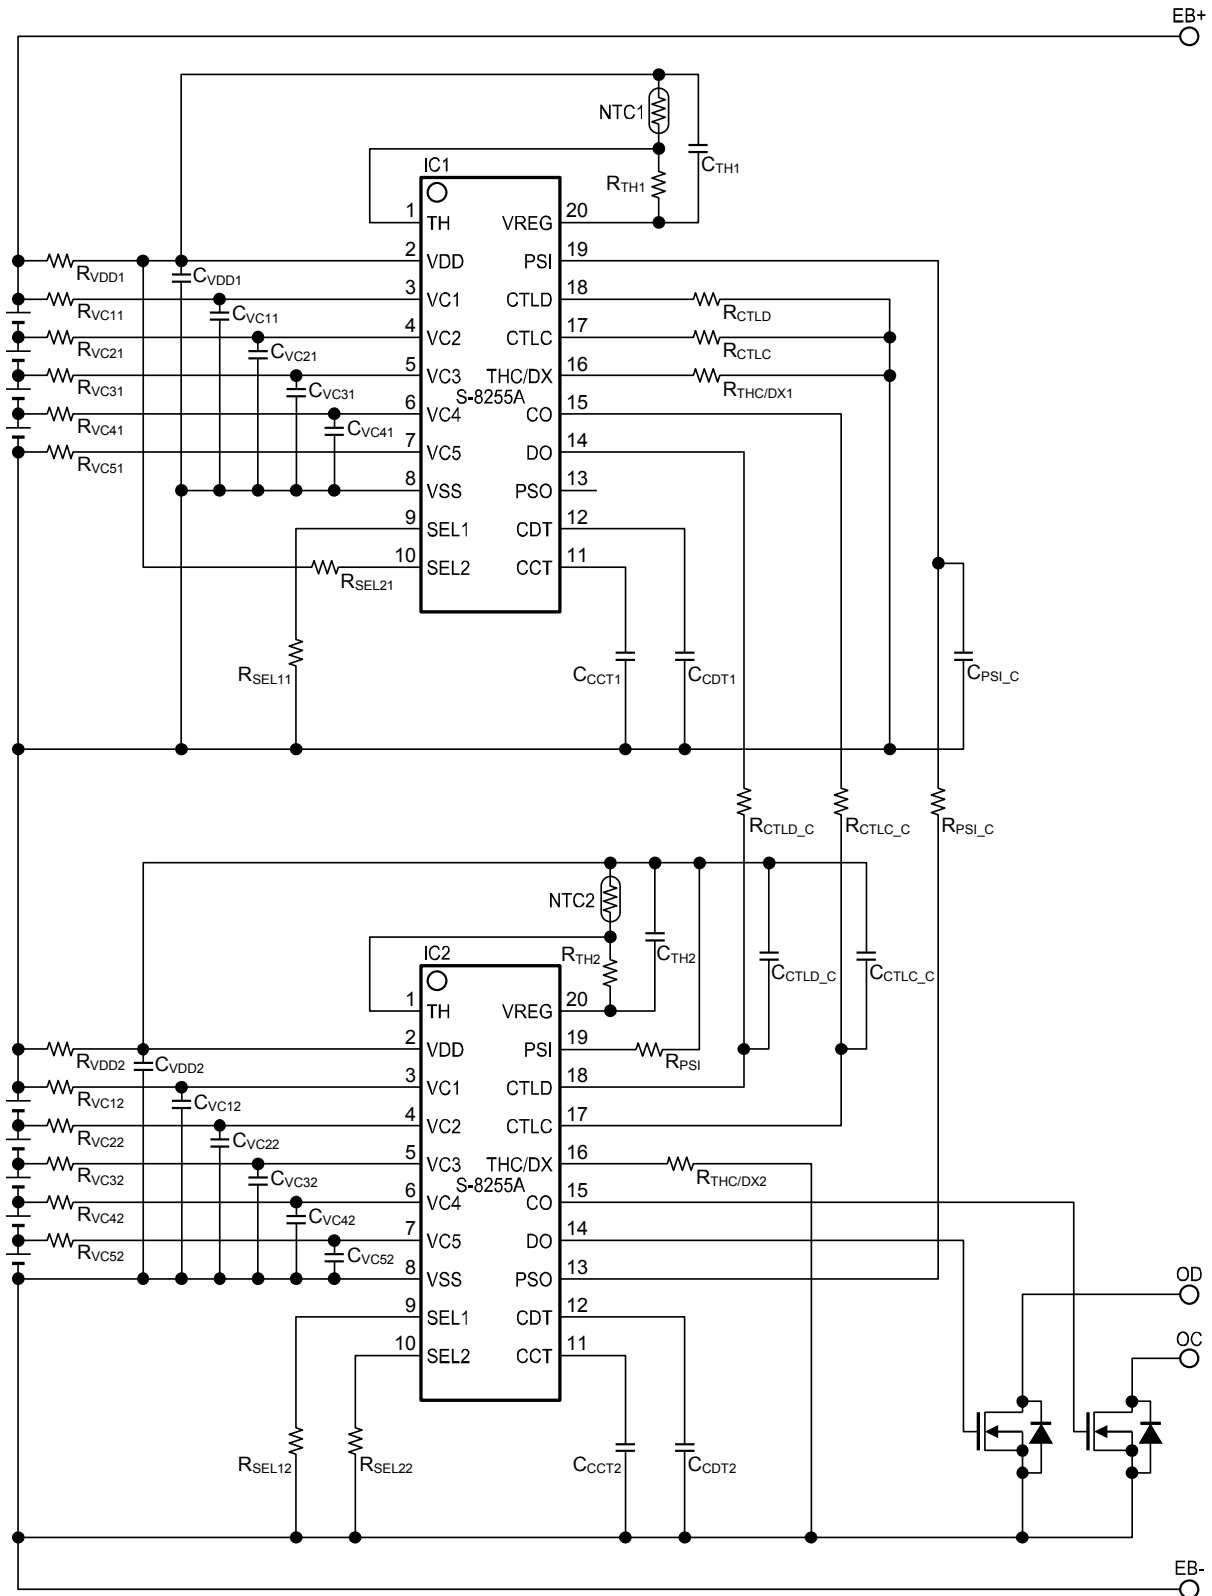 EB+
NTC1
CTH1
RTH1
IC1
1 TH VREG 20
2 VDD PSI 19
3 VC1 CTLD 18
4 VC2 CTLC 17
5 VC3 THC/DX 16
S-8255A
6 VC4 CO 15
7 VC5 DO 14
8 VSS PSO 13
9 SEL1 CDT 12
10 SEL2 CCT 11
RVDD1
CVDD1
RVC11
CVC11
RVC21
CVC21
RVC31
CVC31
RVC41
CVC41
RVC51
RCTLD
RCTLC
RTHC/DX1
RSEL21
RSEL11
CCCT1
CCDT1
CPSI_C
RCTLD_C
RCTLC_C
RPSI_C
NTC2
RTH2
CTH2
CCTLD_C
CCTLC_C
IC2
1 TH VREG 20
2 VDD PSI 19
3 VC1 CTLD 18
4 VC2 CTLC 17
5 VC3 THC/DX 16
S-8255A
6 VC4 CO 15
7 VC5 DO 14
8 VSS PSO 13
9 SEL1 CDT 12
10 SEL2 CCT 11
RVDD2
CVDD2
RPSI
RVC12
CVC12
RVC22
CVC22
RVC32
CVC32
RTHC/DX2
RVC42
CVC42
RVC52
CVC52
OD
OC
RSEL12
RSEL22
CCCT2
CCDT2
EB-